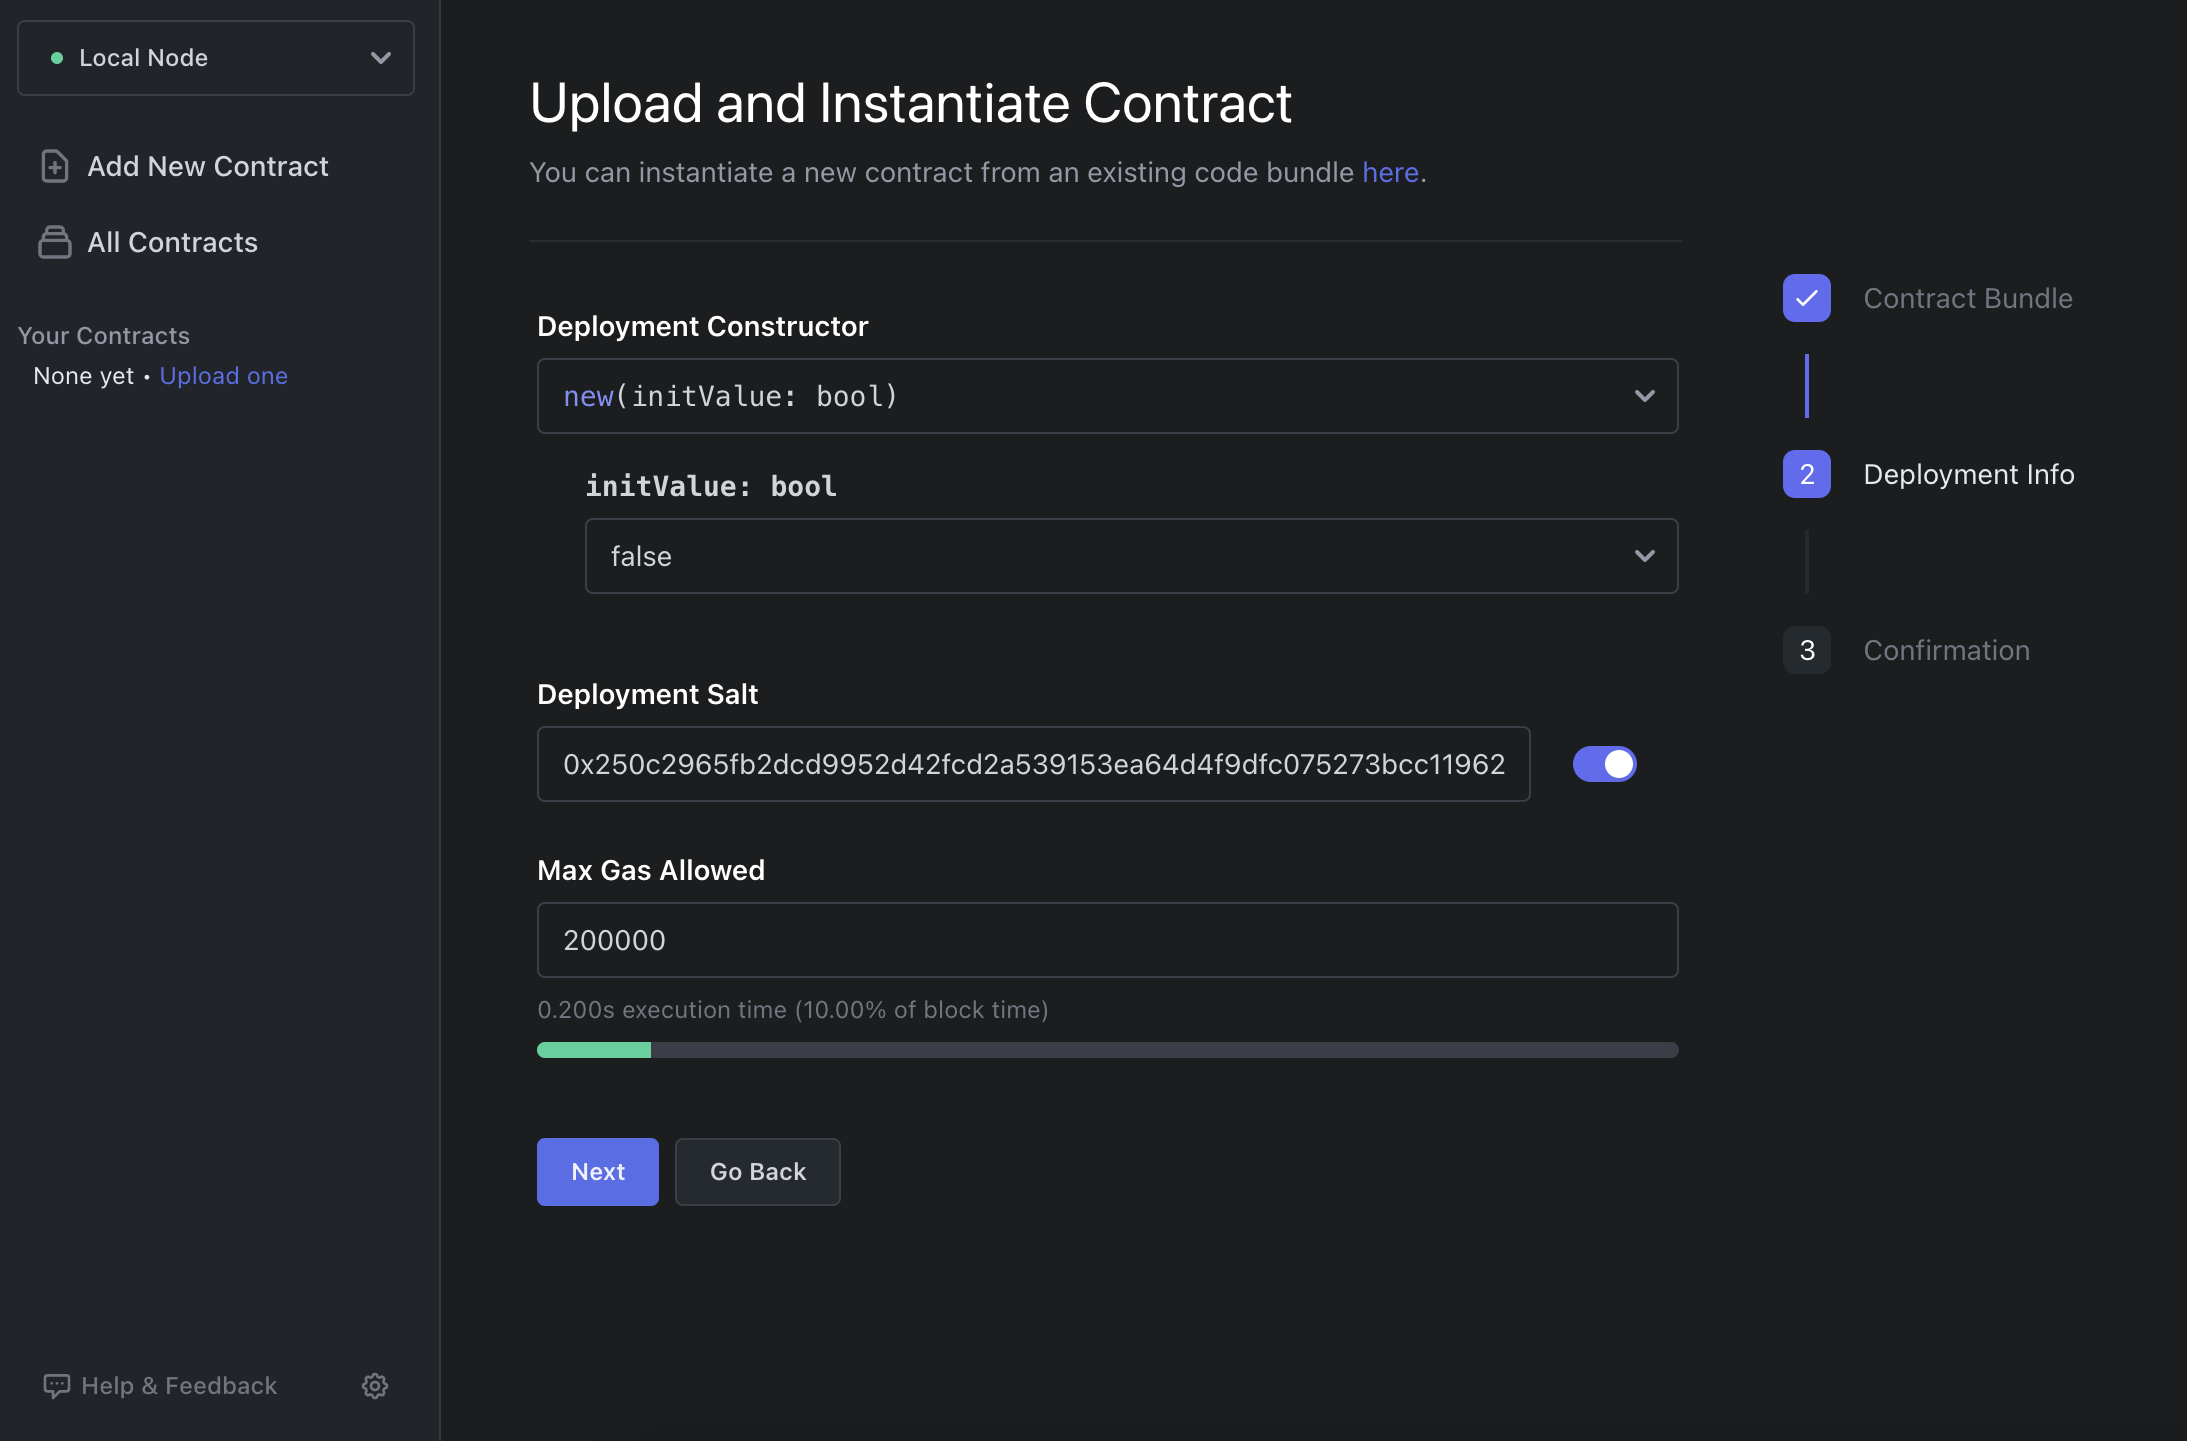 Local Node
Add New Contract
All Contracts
Your Contracts
None yet • Upload one
Help & Feedback
Upload and Instantiate Contract
You can instantiate a new contract from an existing code bundle here.
Deployment Constructor
new(initValue: bool)
initValue: bool
false
Deployment Salt
0x250c2965fb2dcd9952d42fcd2a539153ea64d4f9dfc075273bcc11962
Max Gas Allowed
200000
0.200s execution time (10.00% of block time)
Next
Go Back
Contract Bundle
2 Deployment Info
3 Confirmation